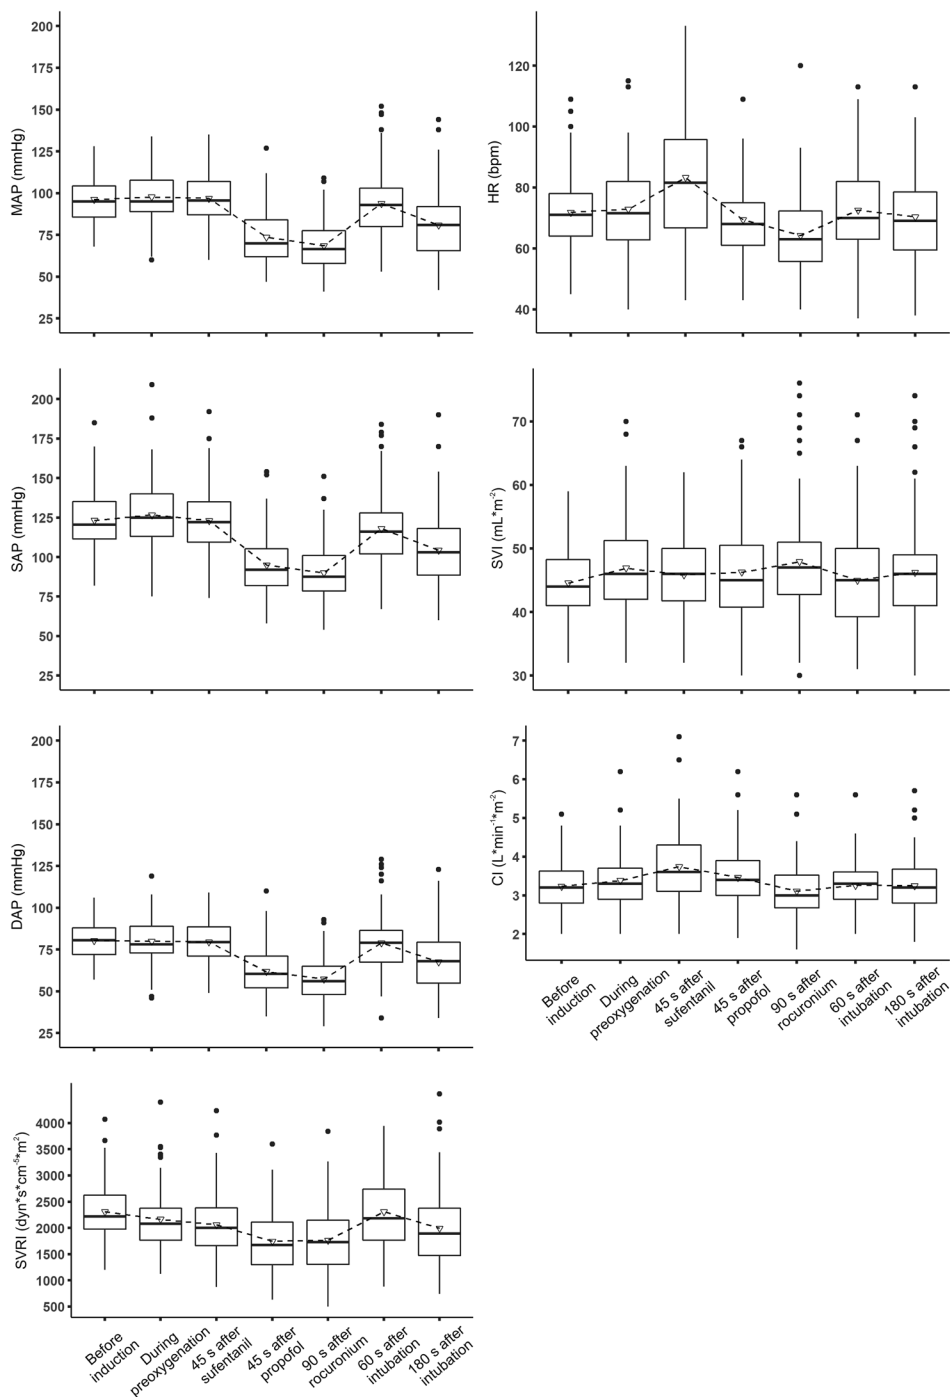 MAP (mmHg)
200
175
150
125
100
75
50
25
HR (bpm)
120
100
80
60
40
SAP (mmHg)
200
175
150
125
100
75
50
25
SVI (mL*m⁻²)
70
60
50
40
30
DAP (mmHg)
200
175
150
125
100
75
50
25
CI (L*min⁻¹*m⁻²)
7
6
5
4
3
2
Before
induction
During
preoxygenation
45 s after
sufentanil
45 s after
propofol
90 s after
rocuronium
60 s after
intubation
180 s after
intubation
SVRI (dyn*s*cm⁻⁵*m²)
4000
3500
3000
2500
2000
1500
1000
500
Before
induction
During
preoxygenation
45 s after
sufentanil
45 s after
propofol
90 s after
rocuronium
60 s after
intubation
180 s after
intubation